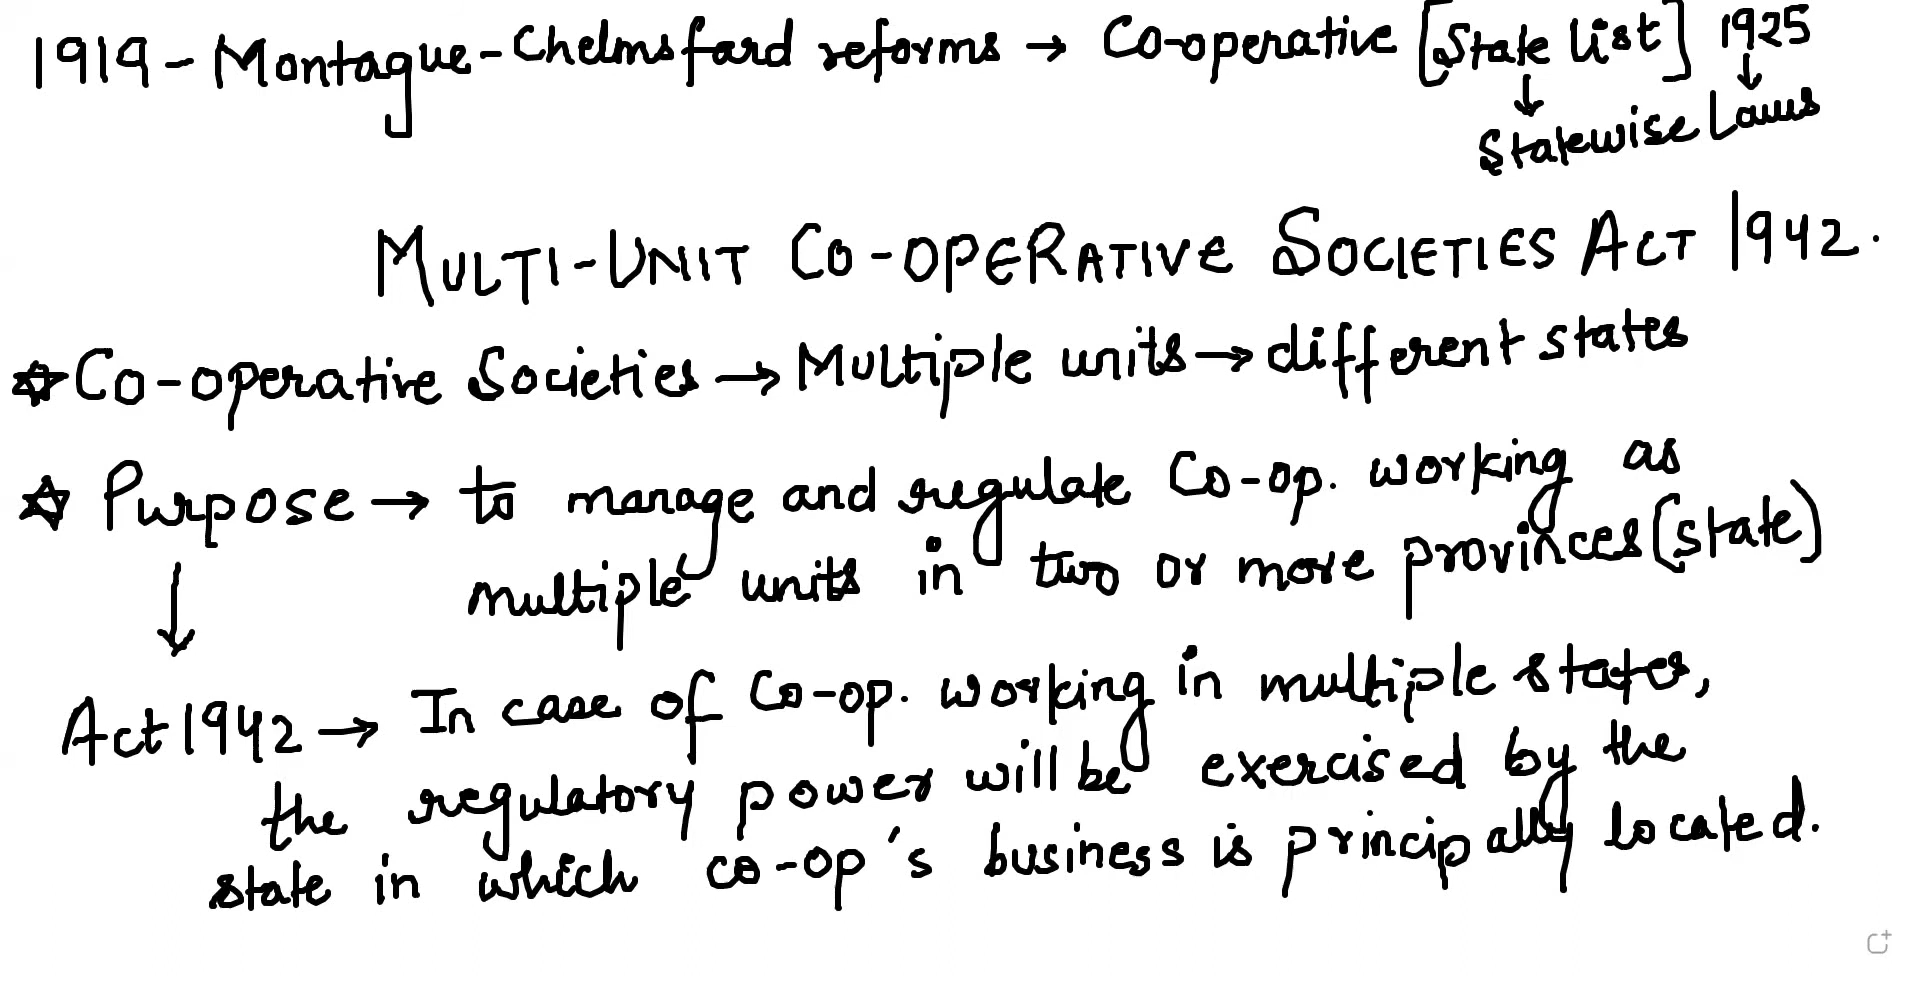 1919 - Montague-Chelmsfard reforms → Co-operative [State list] 1925
↓ ↓
Statewise Laws
MULTI-UNIT CO-OPERATIVE SOCIETIES ACT 1942.
☆ Co-operative Societies → Multiple units → different states
☆ Purpose → to manage and regulate Co-op. working as
multiple units in two or more provinces (state)
↓
Act 1942 → In case of Co-op. working in multiple states,
the regulatory power will be exercised by the
state in which co-op's business is principally located.